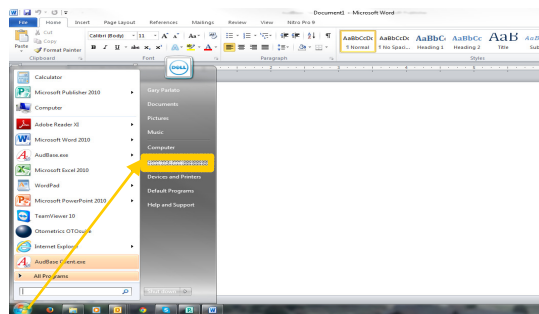 Document1 - Microsoft Word
File Home Insert Page Layout References Mailings Review View Nitro Pro 9
Cut
Copy
Format Painter
Paste
Calibri (Body) 11
AaBbCcDc AaBbCcDc AaBbC AaBbCc AaB
¶ Normal ¶ No Spaci... Heading 1 Heading 2 Title Sub
Clipboard Font Paragraph Styles
DELL
Calculator
Microsoft Publisher 2010
Computer
Adobe Reader XI
Microsoft Word 2010
AudBase.exe
Microsoft Excel 2010
WordPad
Microsoft PowerPoint 2010
TeamViewer 10
Otometrics OTOsuite
Internet Explorer
AudBase Client.exe
All Programs
Gary Parlato
Documents
Pictures
Music
Computer
Control Panel
Devices and Printers
Default Programs
Help and Support